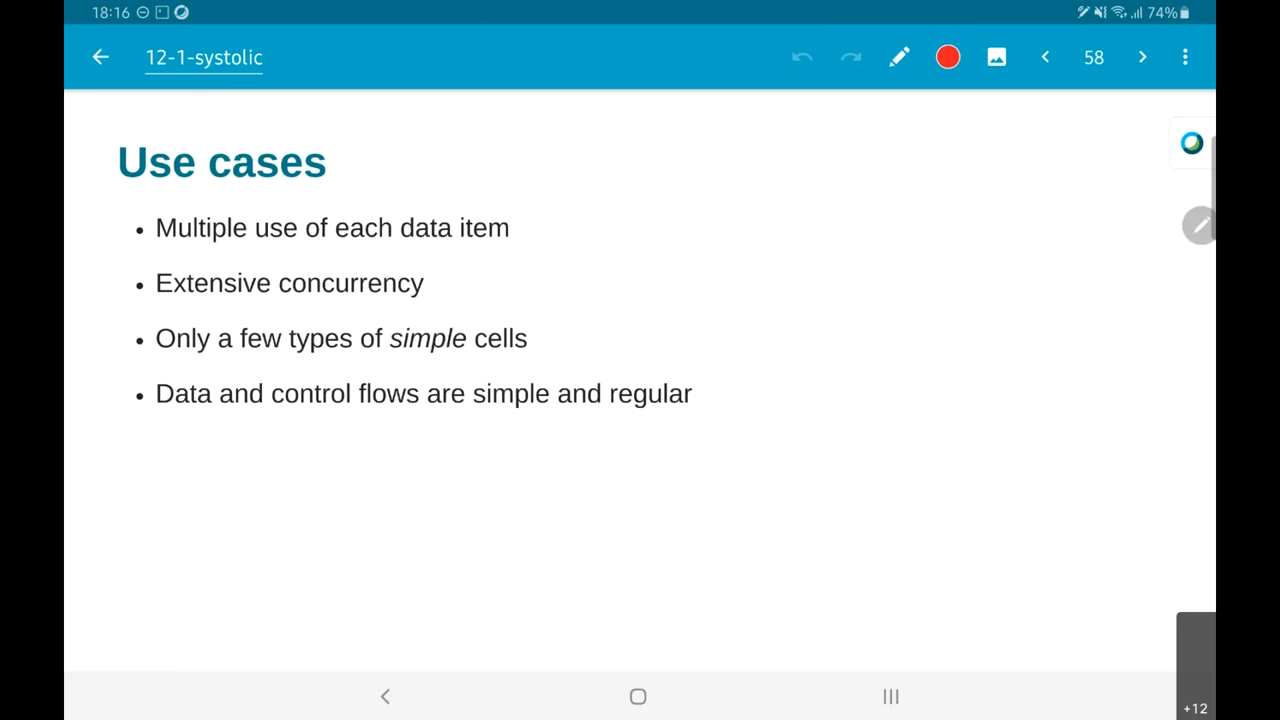 18:16 74%
12-1-systolic 58
Use cases
• Multiple use of each data item
• Extensive concurrency
• Only a few types of simple cells
• Data and control flows are simple and regular
+12